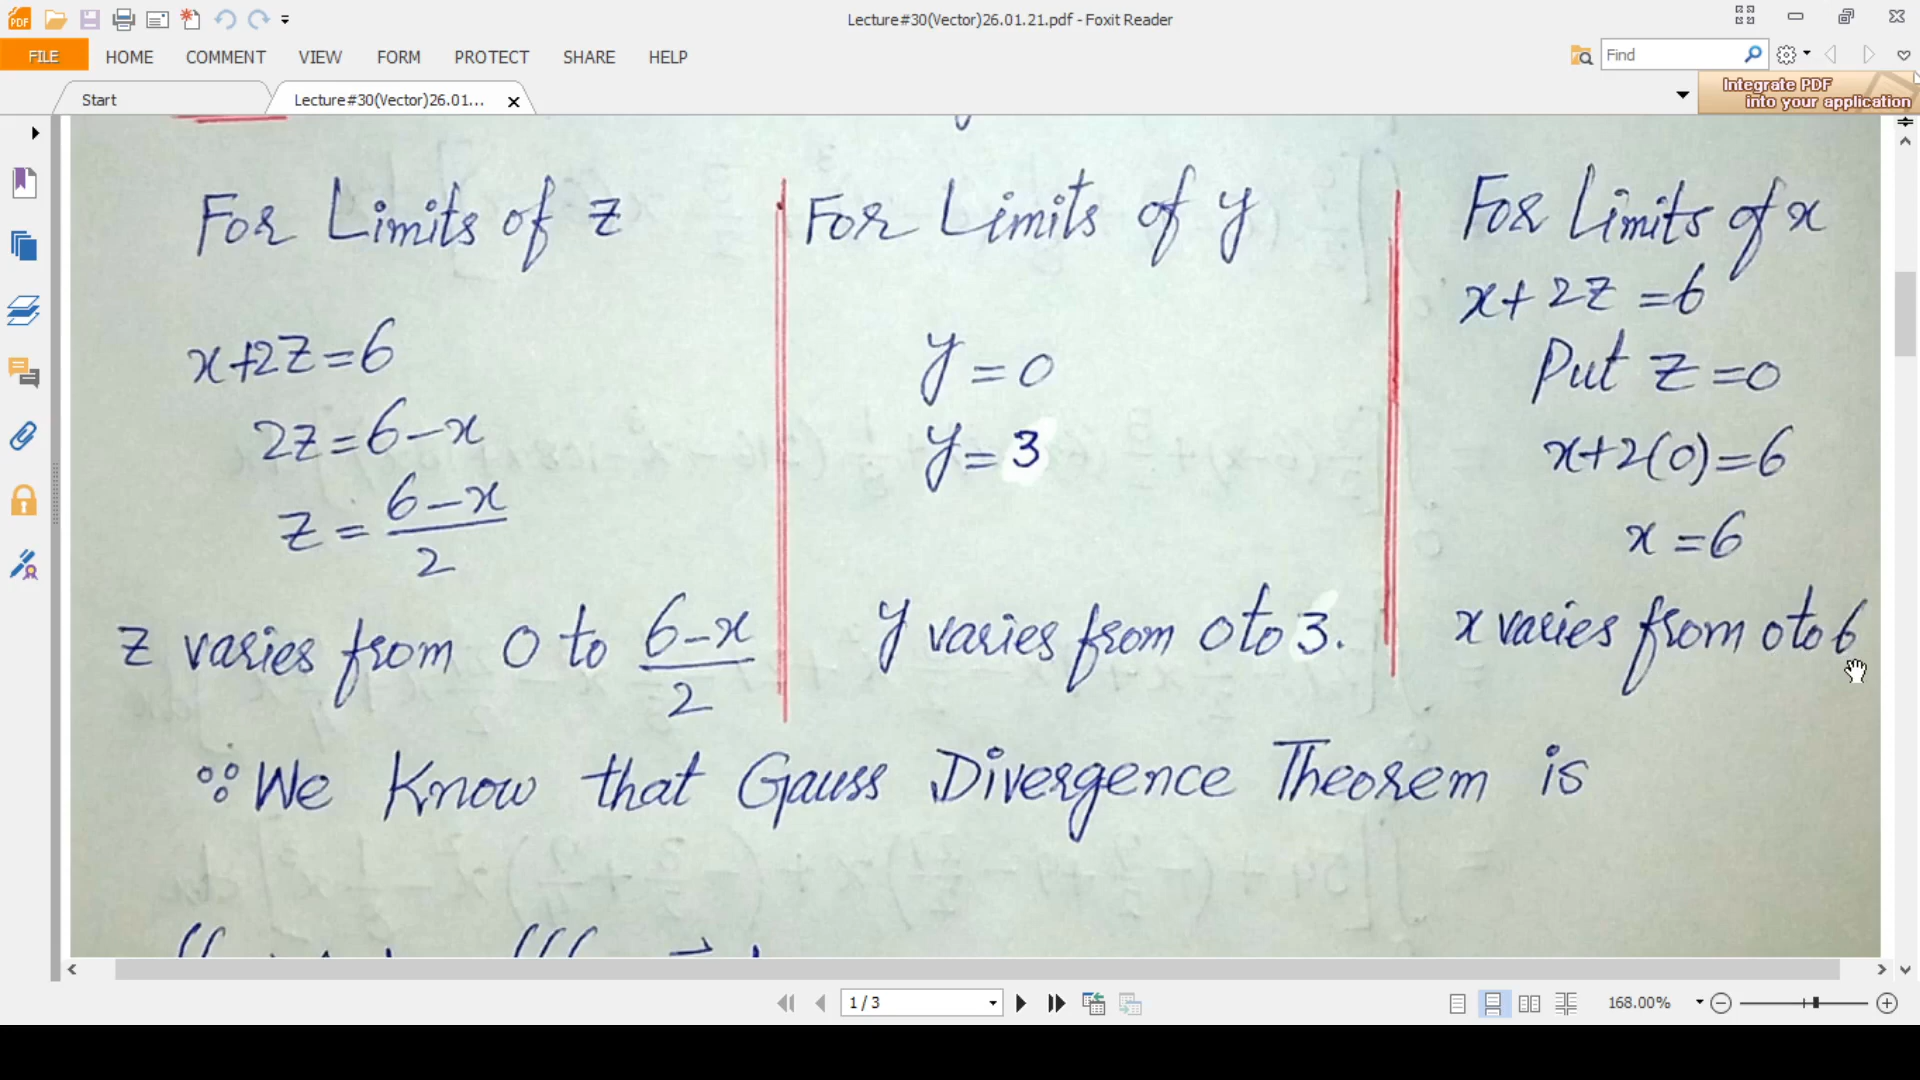 Lecture#30(Vector)26.01.21.pdf - Foxit Reader
FILE HOME COMMENT VIEW FORM PROTECT SHARE HELP
Find
Integrate PDF
into your application
Start
Lecture#30(Vector)26.01...
For Limits of z
x+2z=6
2z=6-x
z = (6-x)/2
z varies from 0 to (6-x)/2
For Limits of y
y = 0
y = 3
y varies from 0 to 3.
For Limits of x
x+2z =6
Put z =0
x+2(0)=6
x =6
x varies from 0 to 6
∵ We Know that Gauss Divergence Theorem is
1 / 3
168.00%